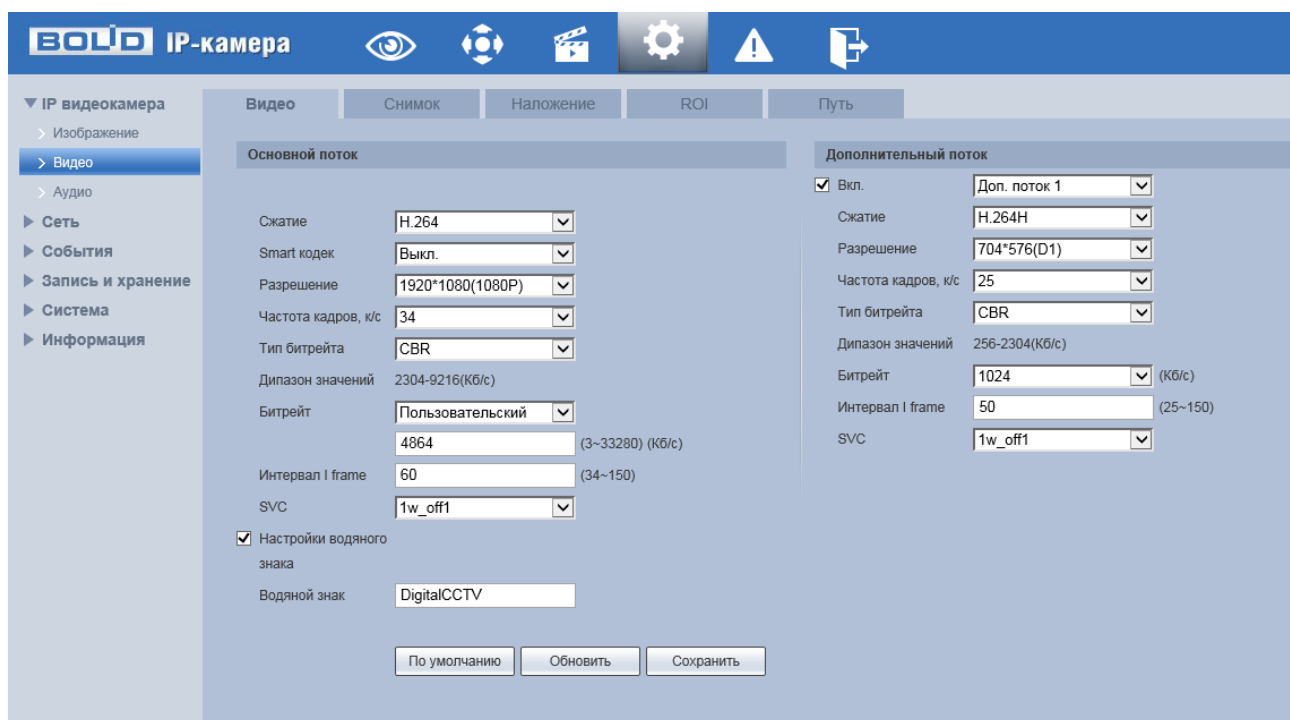 BOLID IP-камера
IP видеокамера
Изображение
Видео
Аудио
Сеть
События
Запись и хранение
Система
Информация
Видео Снимок Наложение ROI Путь
Основной поток
Сжатие H.264
Smart кодек Выкл.
Разрешение 1920*1080(1080P)
Частота кадров, к/с 34
Тип битрейта CBR
Дипазон значений 2304-9216(Кб/с)
Битрейт Пользовательский
4864 (3~33280) (Кб/с)
Интервал I frame 60 (34~150)
SVC 1w_off1
Настройки водяного
знака
Водяной знак DigitalCCTV
По умолчанию Обновить Сохранить
Дополнительный поток
Вкл. Доп. поток 1
Сжатие H.264H
Разрешение 704*576(D1)
Частота кадров, к/с 25
Тип битрейта CBR
Дипазон значений 256-2304(Кб/с)
Битрейт 1024 (Кб/с)
Интервал I frame 50 (25~150)
SVC 1w_off1